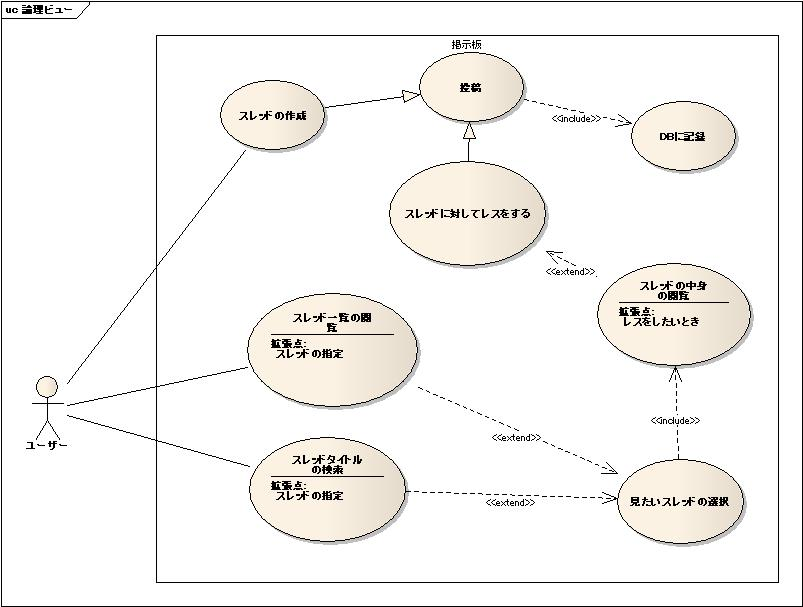 uc 論理ビュー
掲示板
投稿
スレッドの作成
<<include>>
DBに記録
スレッドに対してレスをする
<<extend>>
スレッドの中身
の閲覧
拡張点:
レスをしたいとき
スレッド一覧の閲
覧
拡張点:
スレッドの指定
ユーザー
<<include>>
<<extend>>
スレッドタイトル
の検索
拡張点:
スレッドの指定
<<extend>>
見たいスレッドの選択